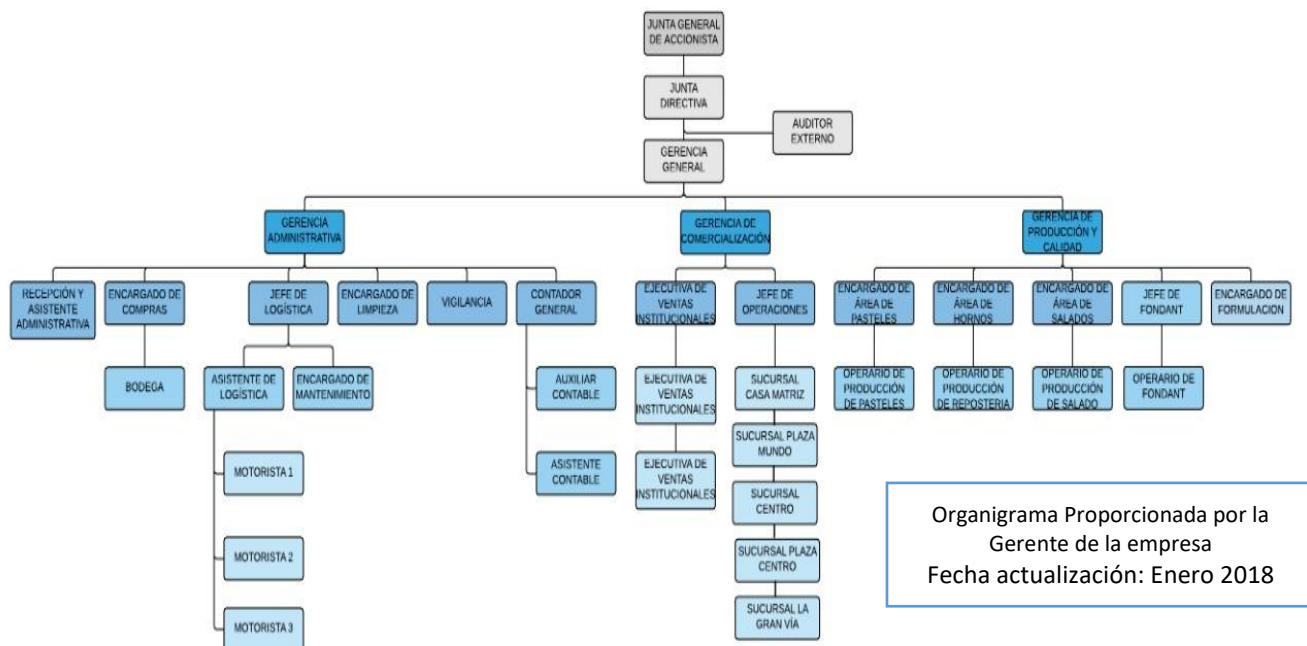 JUNTA GENERAL
DE ACCIONISTA
JUNTA
DIRECTIVA
AUDITOR
EXTERNO
GERENCIA
GENERAL
GERENCIA
ADMINISTRATIVA
GERENCIA DE
COMERCIALIZACIÓN
GERENCIA DE
PRODUCCIÓN Y
CALIDAD
RECEPCIÓN Y
ASISTENTE
ADMINISTRATIVA
ENCARGADO DE
COMPRAS
JEFE DE
LOGÍSTICA
ENCARGADO DE
LIMPIEZA
VIGILANCIA
CONTADOR
GENERAL
EJECUTIVA DE
VENTAS
INSTITUCIONALES
JEFE DE
OPERACIONES
ENCARGADO DE
ÁREA DE
PASTELES
ENCARGADO DE
ÁREA DE
HORNOS
ENCARGADO DE
ÁREA DE
SALADOS
JEFE DE
FONDANT
ENCARGADO DE
FORMULACION
BODEGA
ASISTENTE DE
LOGÍSTICA
ENCARGADO DE
MANTENIMIENTO
AUXILIAR
CONTABLE
EJECUTIVA DE
VENTAS
INSTITUCIONALES
SUCURSAL
CASA MATRIZ
OPERARIO DE
PRODUCCIÓN
DE PASTELES
OPERARIO DE
PRODUCCIÓN
DE REPOSTERIA
OPERARIO DE
PRODUCCIÓN
DE SALADO
OPERARIO DE
FONDANT
SUCURSAL PLAZA
MUNDO
MOTORISTA 1
ASISTENTE
CONTABLE
EJECUTIVA DE
VENTAS
INSTITUCIONALES
SUCURSAL
CENTRO
MOTORISTA 2
SUCURSAL PLAZA
CENTRO
MOTORISTA 3
SUCURSAL LA
GRAN VÍA
Organigrama Proporcionada por la
Gerente de la empresa
Fecha actualización: Enero 2018